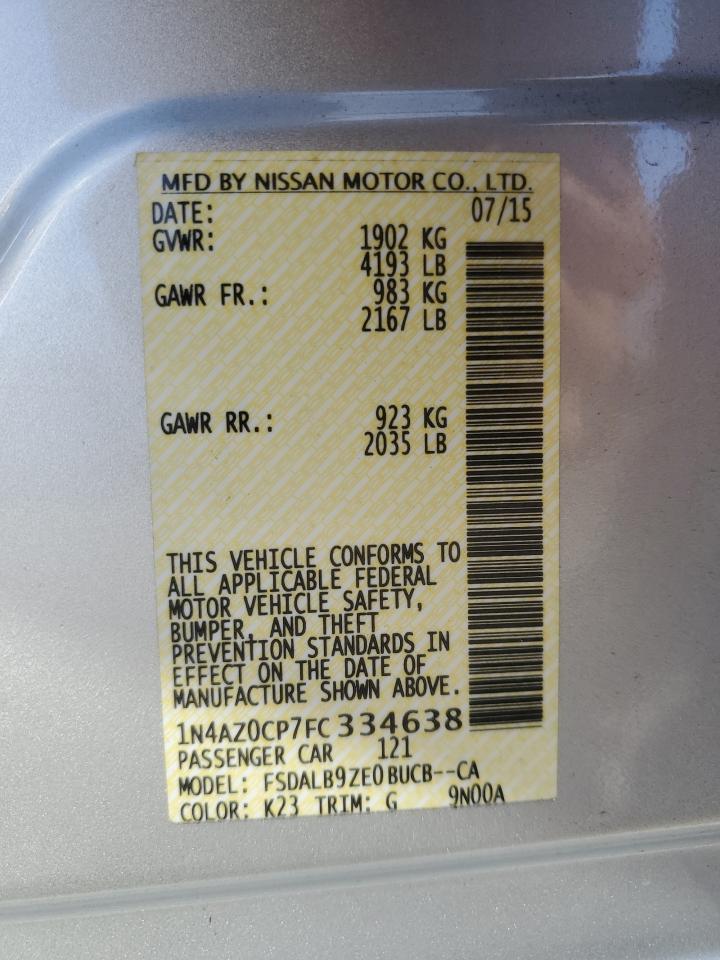 MFD BY NISSAN MOTOR CO., LTD.
DATE: 07/15
GVWR: 1902 KG
4193 LB
GAWR FR.: 983 KG
2167 LB
GAWR RR.: 923 KG
2035 LB
THIS VEHICLE CONFORMS TO
ALL APPLICABLE FEDERAL
MOTOR VEHICLE SAFETY,
BUMPER, AND THEFT
PREVENTION STANDARDS IN
EFFECT ON THE DATE OF
MANUFACTURE SHOWN ABOVE.
1N4AZ0CP7FC334638
PASSENGER CAR 121
MODEL: FSDALB9ZE0BUCB--CA
COLOR: K23 TRIM: G 9N00A